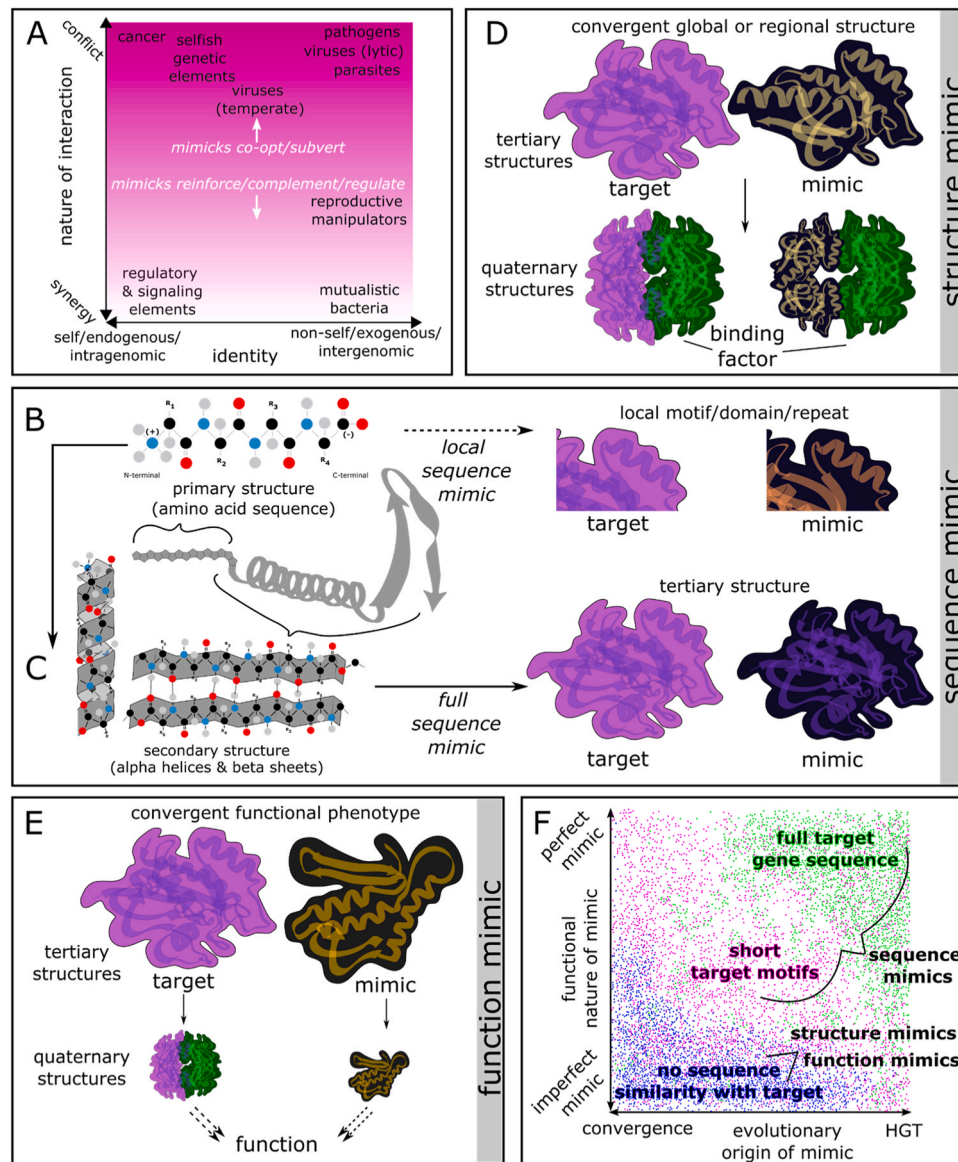 A
conflict
nature of interaction
synergy
cancer
selfish
genetic
elements
pathogens
viruses (lytic)
parasites
viruses
(temperate)
mimicks co-opt/subvert
mimicks reinforce/complement/regulate
reproductive
manipulators
regulatory
& signaling
elements
mutualistic
bacteria
self/endogenous/
intragenomic
identity
non-self/exogenous/
intergenomic
D
convergent global or regional structure
tertiary
structures
target
mimic
quaternary
structures
binding
factor
structure mimic
B
R₁
R₃
(+)
(-)
R₂
R₄
N-terminal
C-terminal
primary structure
(amino acid sequence)
local
sequence
mimic
local motif/domain/repeat
target
mimic
sequence mimic
C
secondary structure
(alpha helices & beta sheets)
full
sequence
mimic
tertiary structure
target
mimic
E
convergent functional phenotype
tertiary
structures
target
mimic
quaternary
structures
function
function mimic
F
perfect
mimic
functional
nature of mimic
imperfect
mimic
full target
gene sequence
short
target motifs
sequence
mimics
structure mimics
function mimics
no sequence
similarity with target
convergence
evolutionary
origin of mimic
HGT